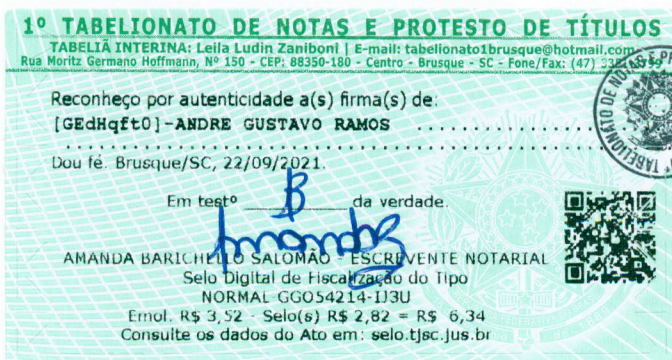 1º TABELIONATO DE NOTAS E PROTESTO DE TÍTULOS
TABELIÃ INTERINA: Leila Ludin Zaniboni | E-mail: tabelionato1brusque@hotmail.com
Rua Moritz Germano Hoffmann, Nº 150 - CEP: 88350-180 - Centro - Brusque - SC - Fone/Fax: (47)
Reconheço por autenticidade a(s) firma(s) de:
[GEdHqft0]-ANDRE GUSTAVO RAMOS ................
Dou fé. Brusque/SC, 22/09/2021.
Em testº da verdade.
AMANDA BARICHELLO SALOMÃO - ESCREVENTE NOTARIAL
Selo Digital de Fiscalização do Tipo
NORMAL GGO54214-IJ3U
Emol. R$ 3,52 - Selo(s) R$ 2,82 = R$ 6,34
Consulte os dados do Ato em: selo.tjsc.jus.br